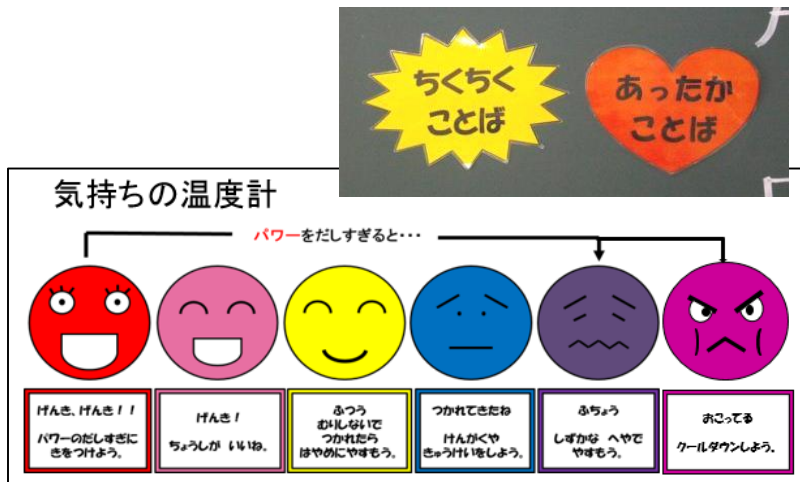 ちくちく
ことば
あったか
ことば
気持ちの温度計
パワーをだしすぎると・・・
げんき、げんき！！
パワーのだしすぎに
きをつけよう。
げんき！
ちょうしが いいね。
ふつう
むりしないで
つかれたら
はやめにやすもう。
つかれてきたね
けんがくや
きゅうけいをしよう。
ふちょう
しずかな へやで
やすもう。
おこってる
クールダウンしよう。